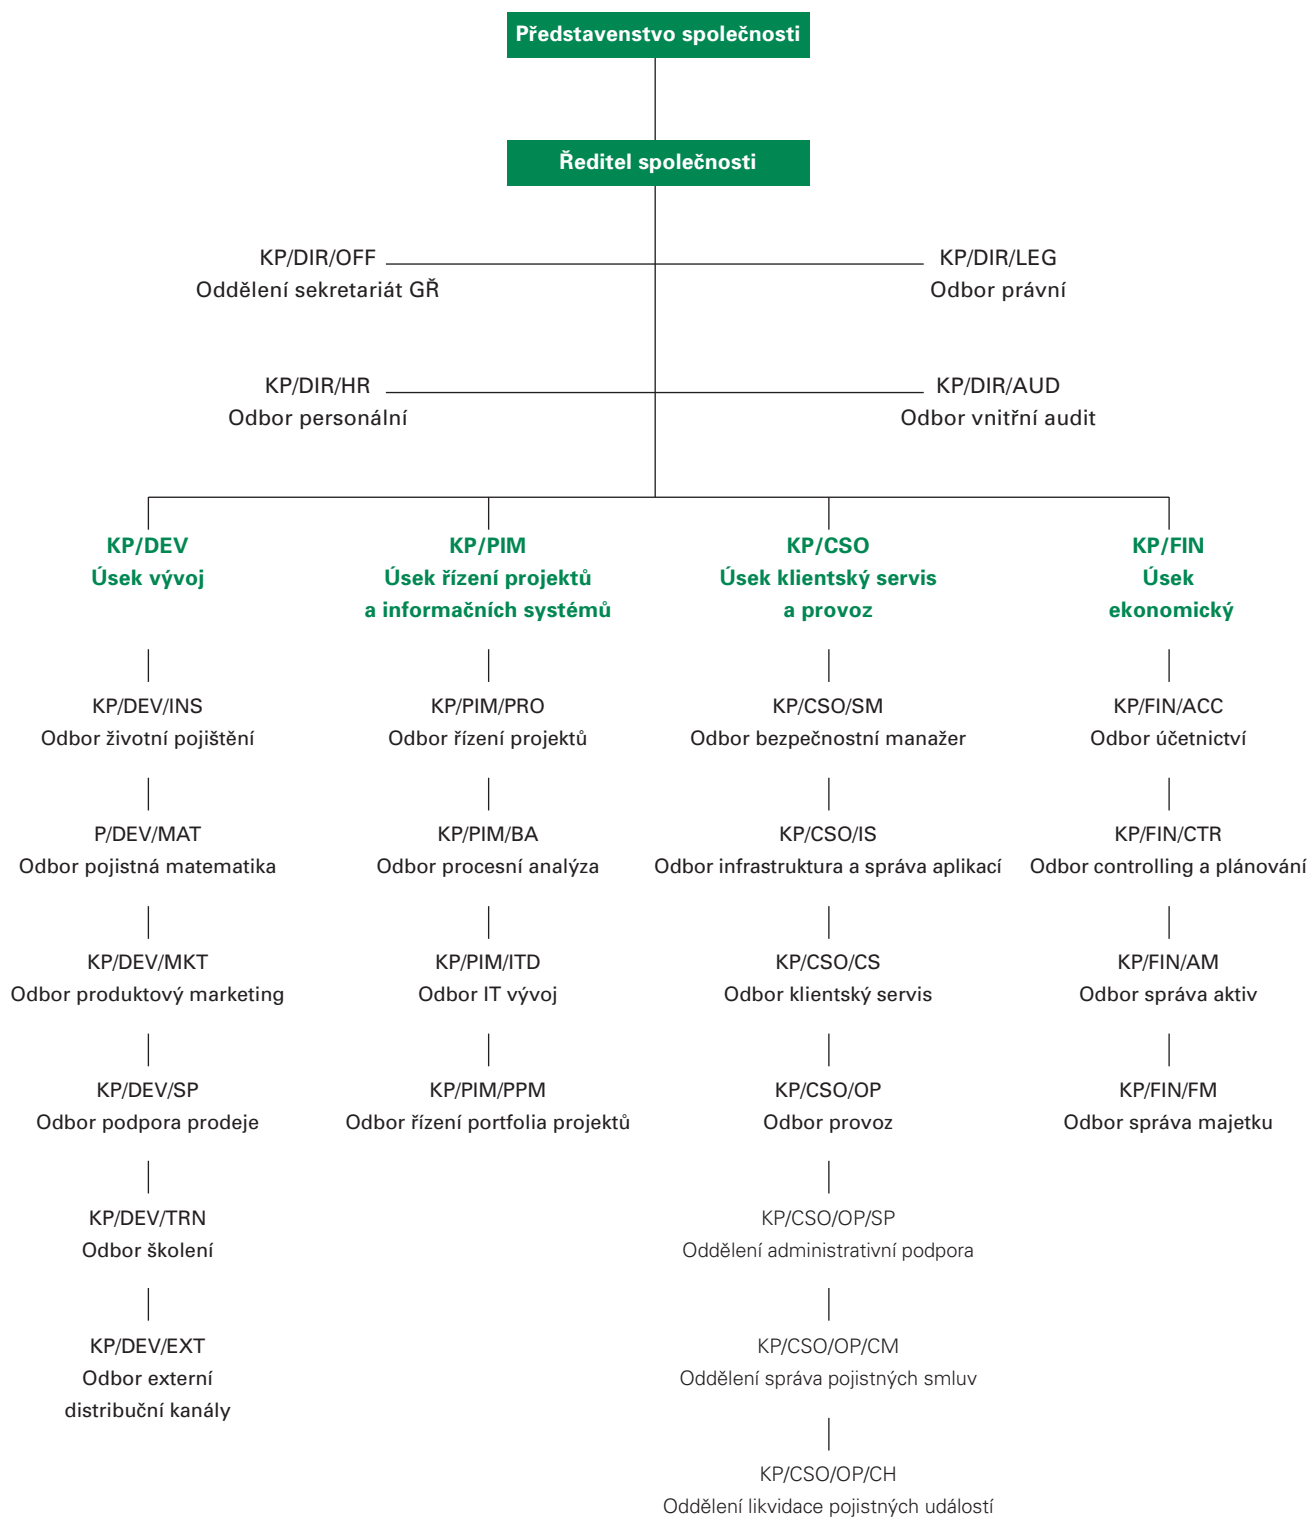 Představenstvo společnosti
Ředitel společnosti
KP/DIR/OFF
Oddělení sekretariát GŘ
KP/DIR/LEG
Odbor právní
KP/DIR/HR
Odbor personální
KP/DIR/AUD
Odbor vnitřní audit
KP/DEV
Úsek vývoj
KP/DEV/INS
Odbor životní pojištění
P/DEV/MAT
Odbor pojistná matematika
KP/DEV/MKT
Odbor produktový marketing
KP/DEV/SP
Odbor podpora prodeje
KP/DEV/TRN
Odbor školení
KP/DEV/EXT
Odbor externí
distribuční kanály
KP/PIM
Úsek řízení projektů
a informačních systémů
KP/PIM/PRO
Odbor řízení projektů
KP/PIM/BA
Odbor procesní analýza
KP/PIM/ITD
Odbor IT vývoj
KP/PIM/PPM
Odbor řízení portfolia projektů
KP/CSO
Úsek klientský servis
a provoz
KP/CSO/SM
Odbor bezpečnostní manažer
KP/CSO/IS
Odbor infrastruktura a správa aplikací
KP/CSO/CS
Odbor klientský servis
KP/CSO/OP
Odbor provoz
KP/CSO/OP/SP
Oddělení administrativní podpora
KP/CSO/OP/CM
Oddělení správa pojistných smluv
KP/CSO/OP/CH
Oddělení likvidace pojistných událostí
KP/FIN
Úsek
ekonomický
KP/FIN/ACC
Odbor účetnictví
KP/FIN/CTR
Odbor controlling a plánování
KP/FIN/AM
Odbor správa aktiv
KP/FIN/FM
Odbor správa majetku